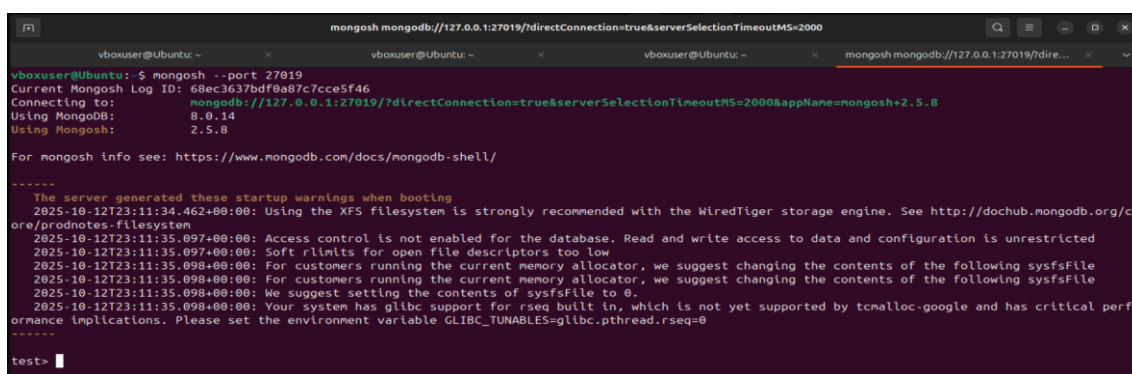 mongosh mongodb://127.0.0.1:27019/?directConnection=true&serverSelectionTimeoutMS=2000
vboxuser@Ubuntu: ~
vboxuser@Ubuntu: ~
vboxuser@Ubuntu: ~
mongosh mongodb://127.0.0.1:27019/?dire...
vboxuser@Ubuntu:~$ mongosh --port 27019
Current Mongosh Log ID: 68ec3637bdf0a87c7cce5f46
Connecting to: mongodb://127.0.0.1:27019/?directConnection=true&serverSelectionTimeoutMS=2000&appName=mongosh+2.5.8
Using MongoDB: 8.0.14
Using Mongosh: 2.5.8
For mongosh info see: https://www.mongodb.com/docs/mongodb-shell/
------
The server generated these startup warnings when booting
2025-10-12T23:11:34.462+00:00: Using the XFS filesystem is strongly recommended with the WiredTiger storage engine. See http://dochub.mongodb.org/c
ore/prodnotes-filesystem
2025-10-12T23:11:35.097+00:00: Access control is not enabled for the database. Read and write access to data and configuration is unrestricted
2025-10-12T23:11:35.097+00:00: Soft rlimits for open file descriptors too low
2025-10-12T23:11:35.098+00:00: For customers running the current memory allocator, we suggest changing the contents of the following sysfsFile
2025-10-12T23:11:35.098+00:00: For customers running the current memory allocator, we suggest changing the contents of the following sysfsFile
2025-10-12T23:11:35.098+00:00: We suggest setting the contents of sysfsFile to 0.
2025-10-12T23:11:35.098+00:00: Your system has glibc support for rseq built in, which is not yet supported by tcmalloc-google and has critical perf
ormance implications. Please set the environment variable GLIBC_TUNABLES=glibc.pthread.rseq=0
------
test>